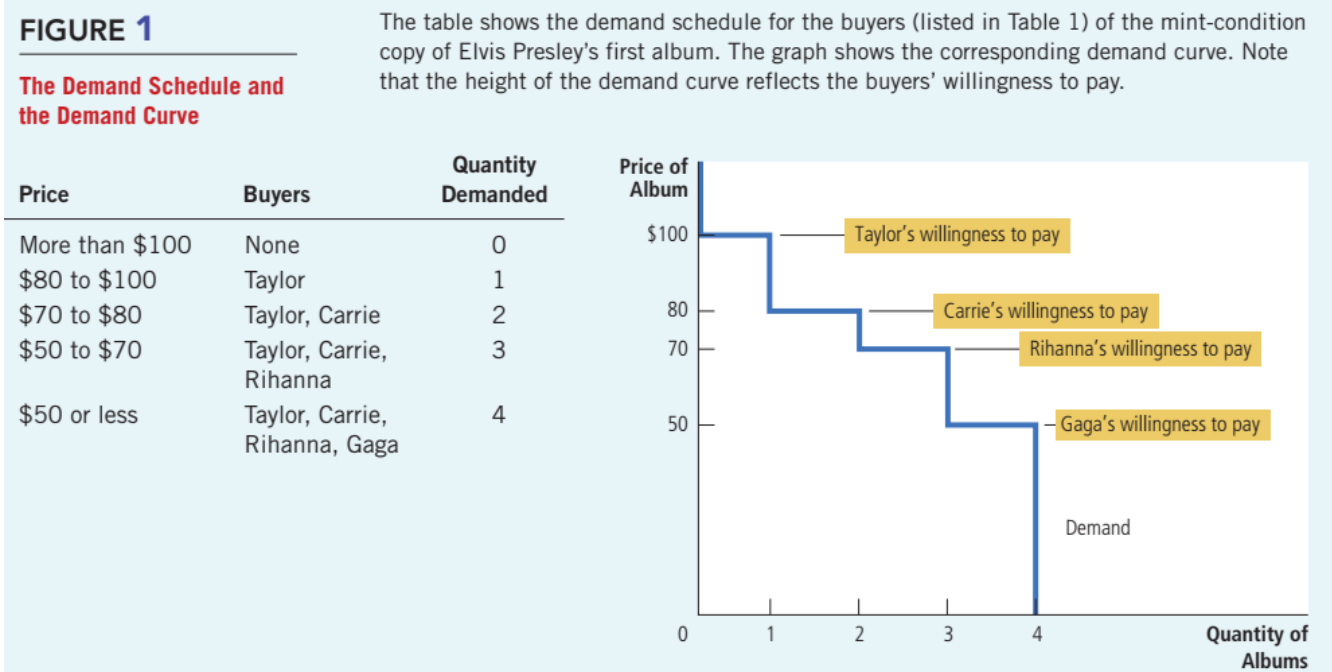 FIGURE 1
The Demand Schedule and
the Demand Curve
The table shows the demand schedule for the buyers (listed in Table 1) of the mint-condition
copy of Elvis Presley's first album. The graph shows the corresponding demand curve. Note
that the height of the demand curve reflects the buyers' willingness to pay.
Price Buyers Quantity
Demanded
More than $100 None 0
$80 to $100 Taylor 1
$70 to $80 Taylor, Carrie 2
$50 to $70 Taylor, Carrie, 3
Rihanna
$50 or less Taylor, Carrie, 4
Rihanna, Gaga
Price of
Album
$100 Taylor's willingness to pay
80 Carrie's willingness to pay
70 Rihanna's willingness to pay
50 Gaga's willingness to pay
Demand
0 1 2 3 4 Quantity of
Albums